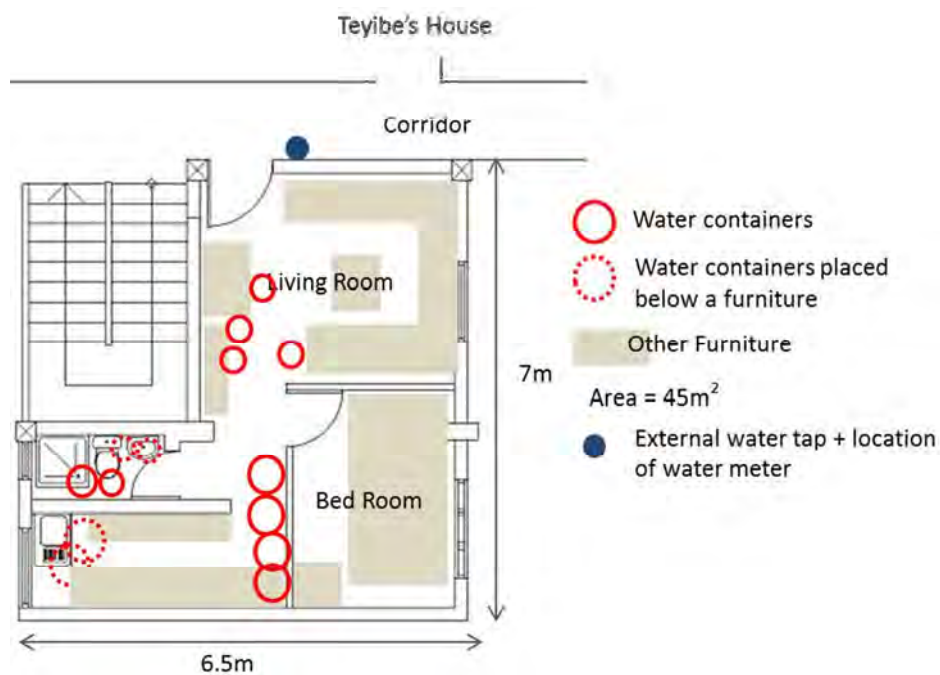 Teyibe's House
Corridor
Living Room
Bed Room
7m
6.5m
Water containers
Water containers placed
below a furniture
Other Furniture
Area = 45m²
External water tap + location
of water meter